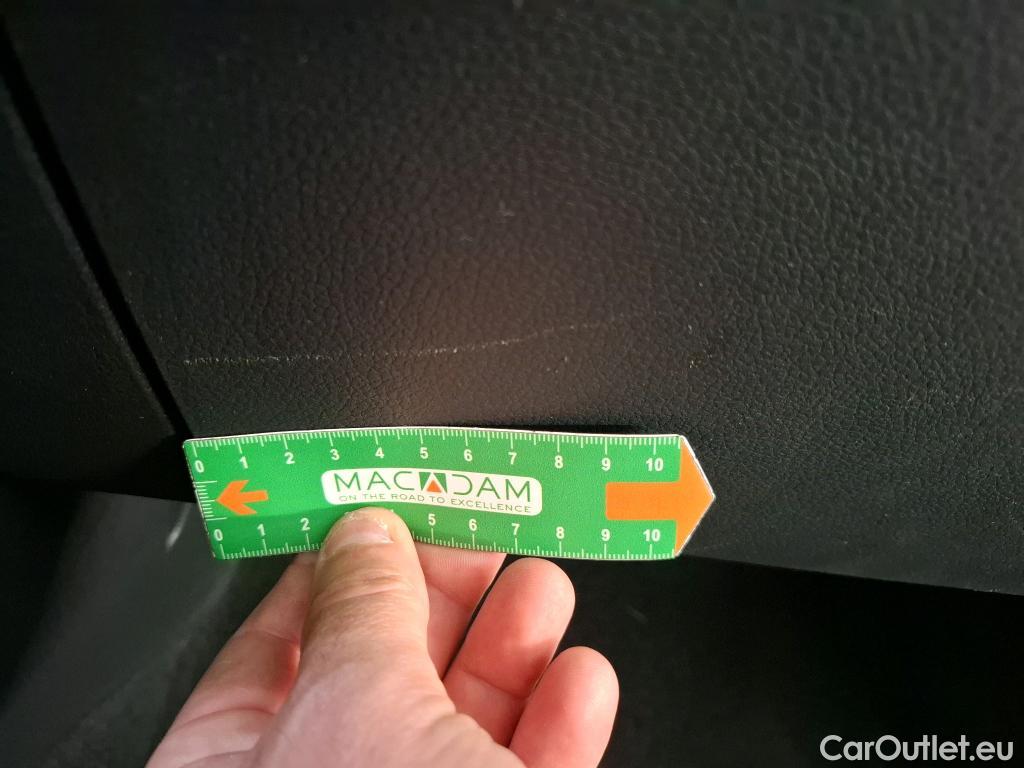 0 1 2 3 4 5 6 7 8 9 10
MACADAM
ON THE ROAD TO EXCELLENCE
0 1 2 4 5 6 7 8 9 10
CarOutlet.eu